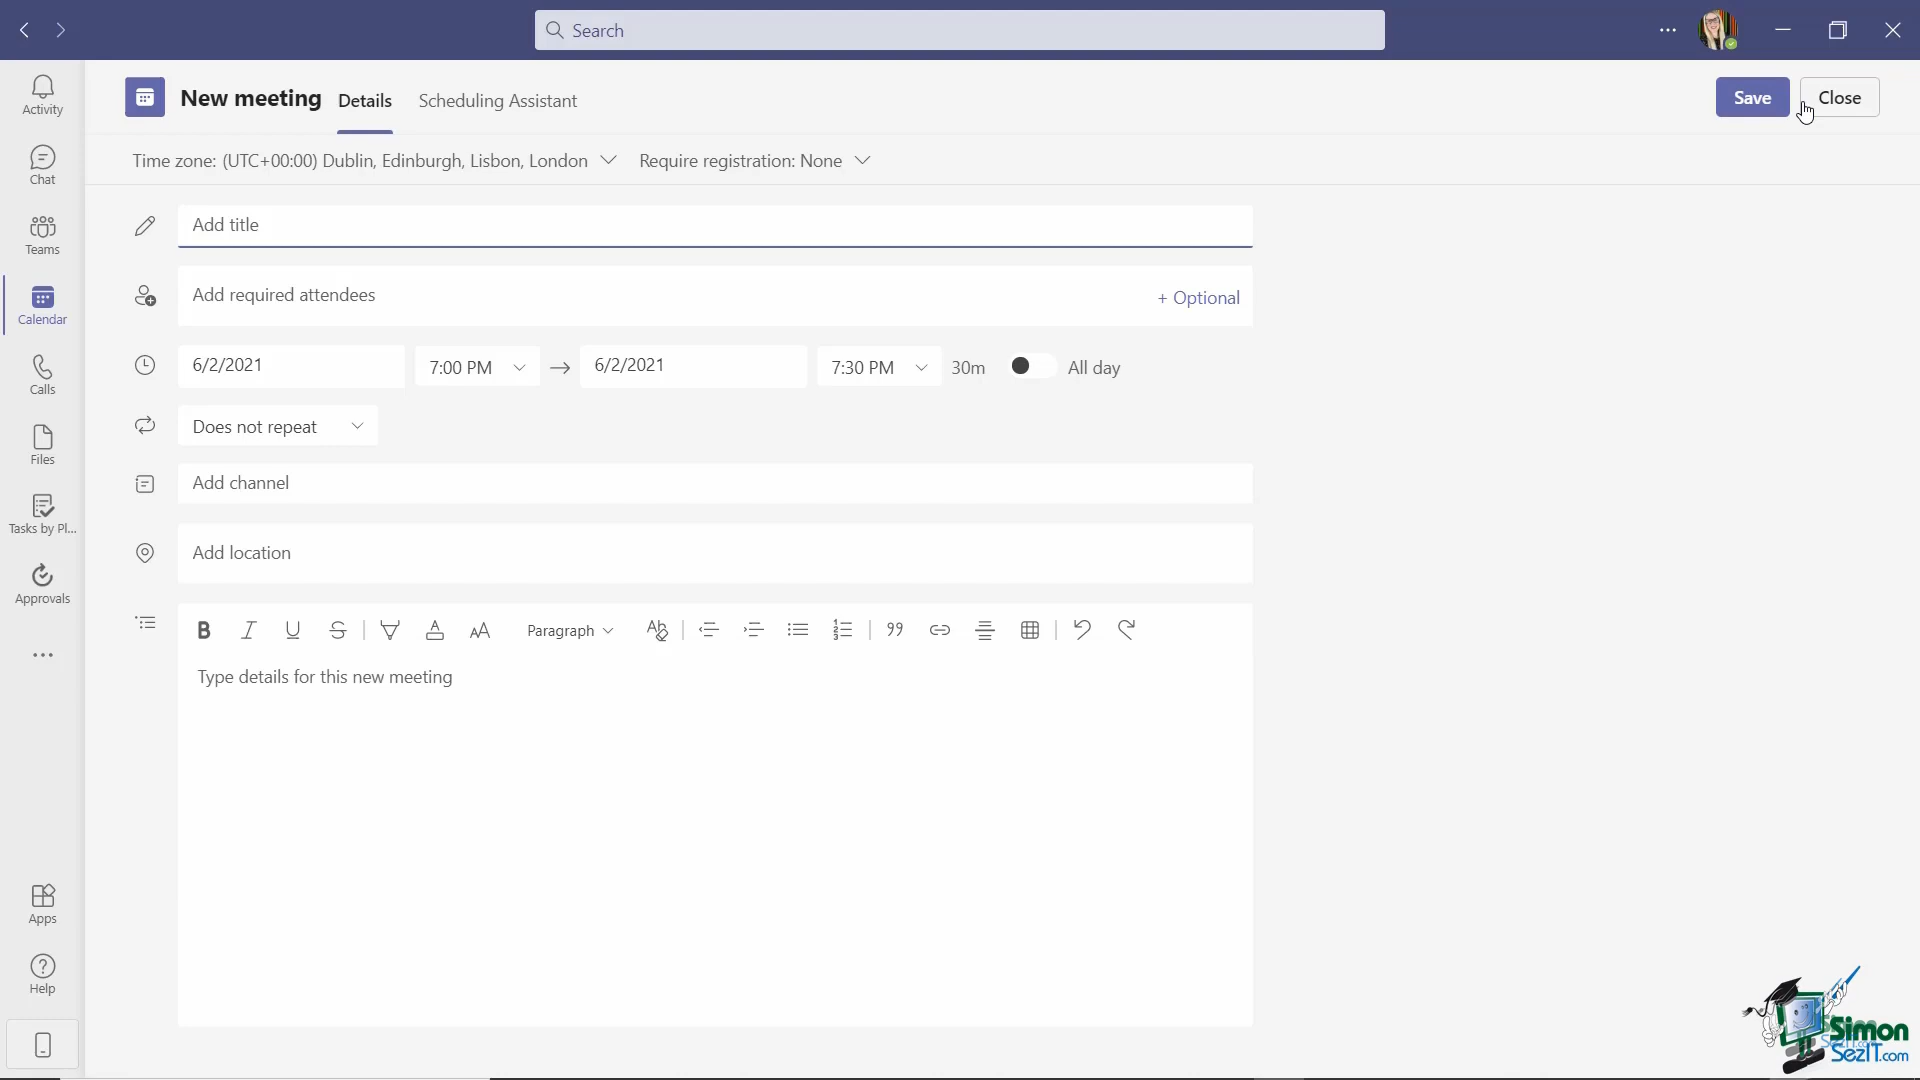 Search
Activity
Chat
Teams
Calendar
Calls
Files
Tasks by Pl...
Approvals
Apps
Help
New meeting Details Scheduling Assistant Save Close
Time zone: (UTC+00:00) Dublin, Edinburgh, Lisbon, London Require registration: None
Add title
Add required attendees + Optional
6/2/2021 7:00 PM → 6/2/2021 7:30 PM 30m All day
Does not repeat
Add channel
Add location
Paragraph
Type details for this new meeting
Simon
SezIT.com